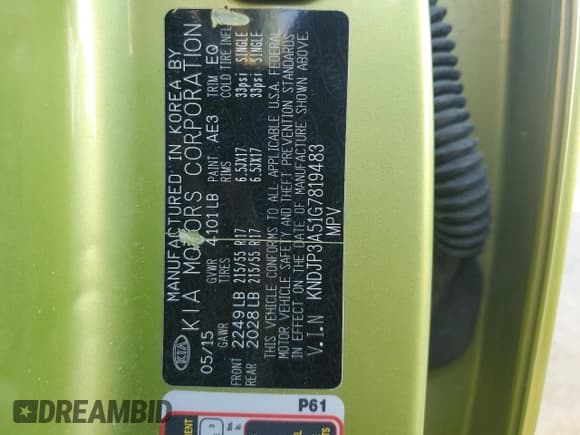 MANUFACTURED IN KOREA BY
KIA KIA MOTORS CORPORATION
05/15 GVWR 4,101LB PAINT AE3 TRIM EQ
GAWR TIRES RIMS COLD TIRE INFL
FRONT 2249LB 215/55 R17 6.5JX17 33psi SINGLE
REAR 2028LB 215/55 R17 6.5JX17 33psi SINGLE
THIS VEHICLE CONFORMS TO ALL APPLICABLE U.S.A. FEDERAL
MOTOR VEHICLE SAFETY AND THEFT PREVENTION STANDARDS
IN EFFECT ON THE DATE OF MANUFACTURE SHOWN ABOVE.
V.I.N KNDJP3A51G7819483
MPV
P61
DREAMBID